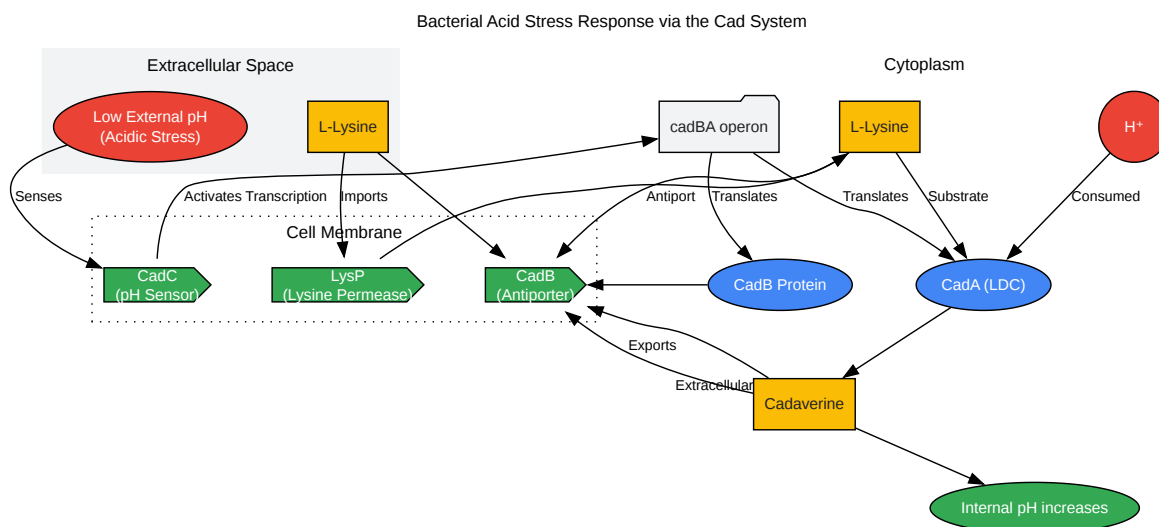 Bacterial Acid Stress Response via the Cad System
Extracellular Space
Cytoplasm
Low External pH
(Acidic Stress)
L-Lysine
cadBA operon
L-Lysine
H⁺
Senses
Activates Transcription
Imports
Antiport
Translates
Translates
Substrate
Consumed
Cell Membrane
CadC
(pH Sensor)
LysP
(Lysine Permease)
CadB
(Antiporter)
CadB Protein
CadA (LDC)
Exports
Extracellular
Cadaverine
Internal pH increases